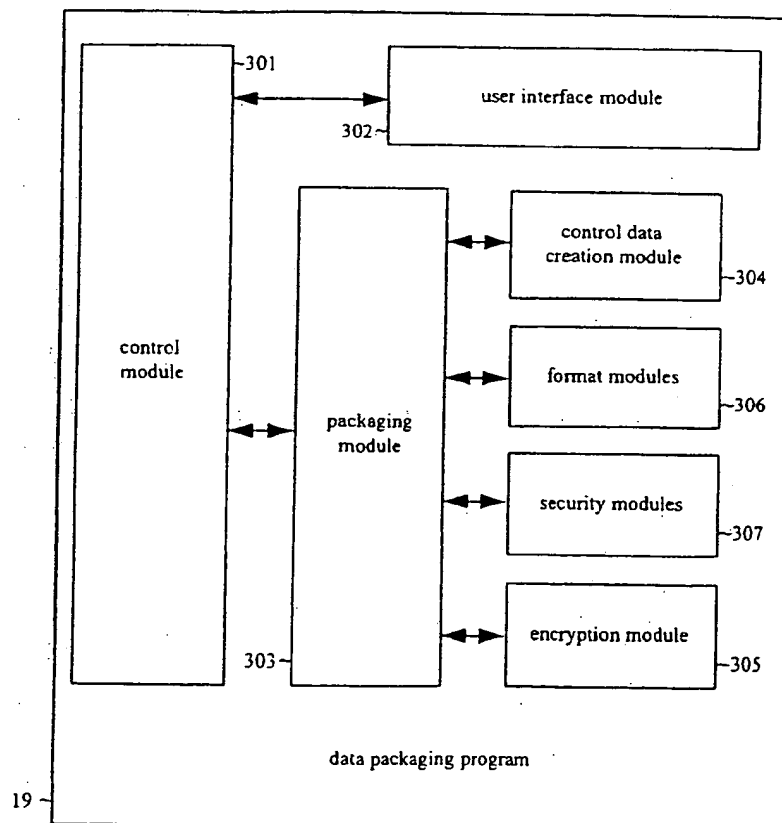 301
user interface module
302
control data
creation module
304
control
module
format modules
306
packaging
module
security modules
307
encryption module
303
305
data packaging program
19